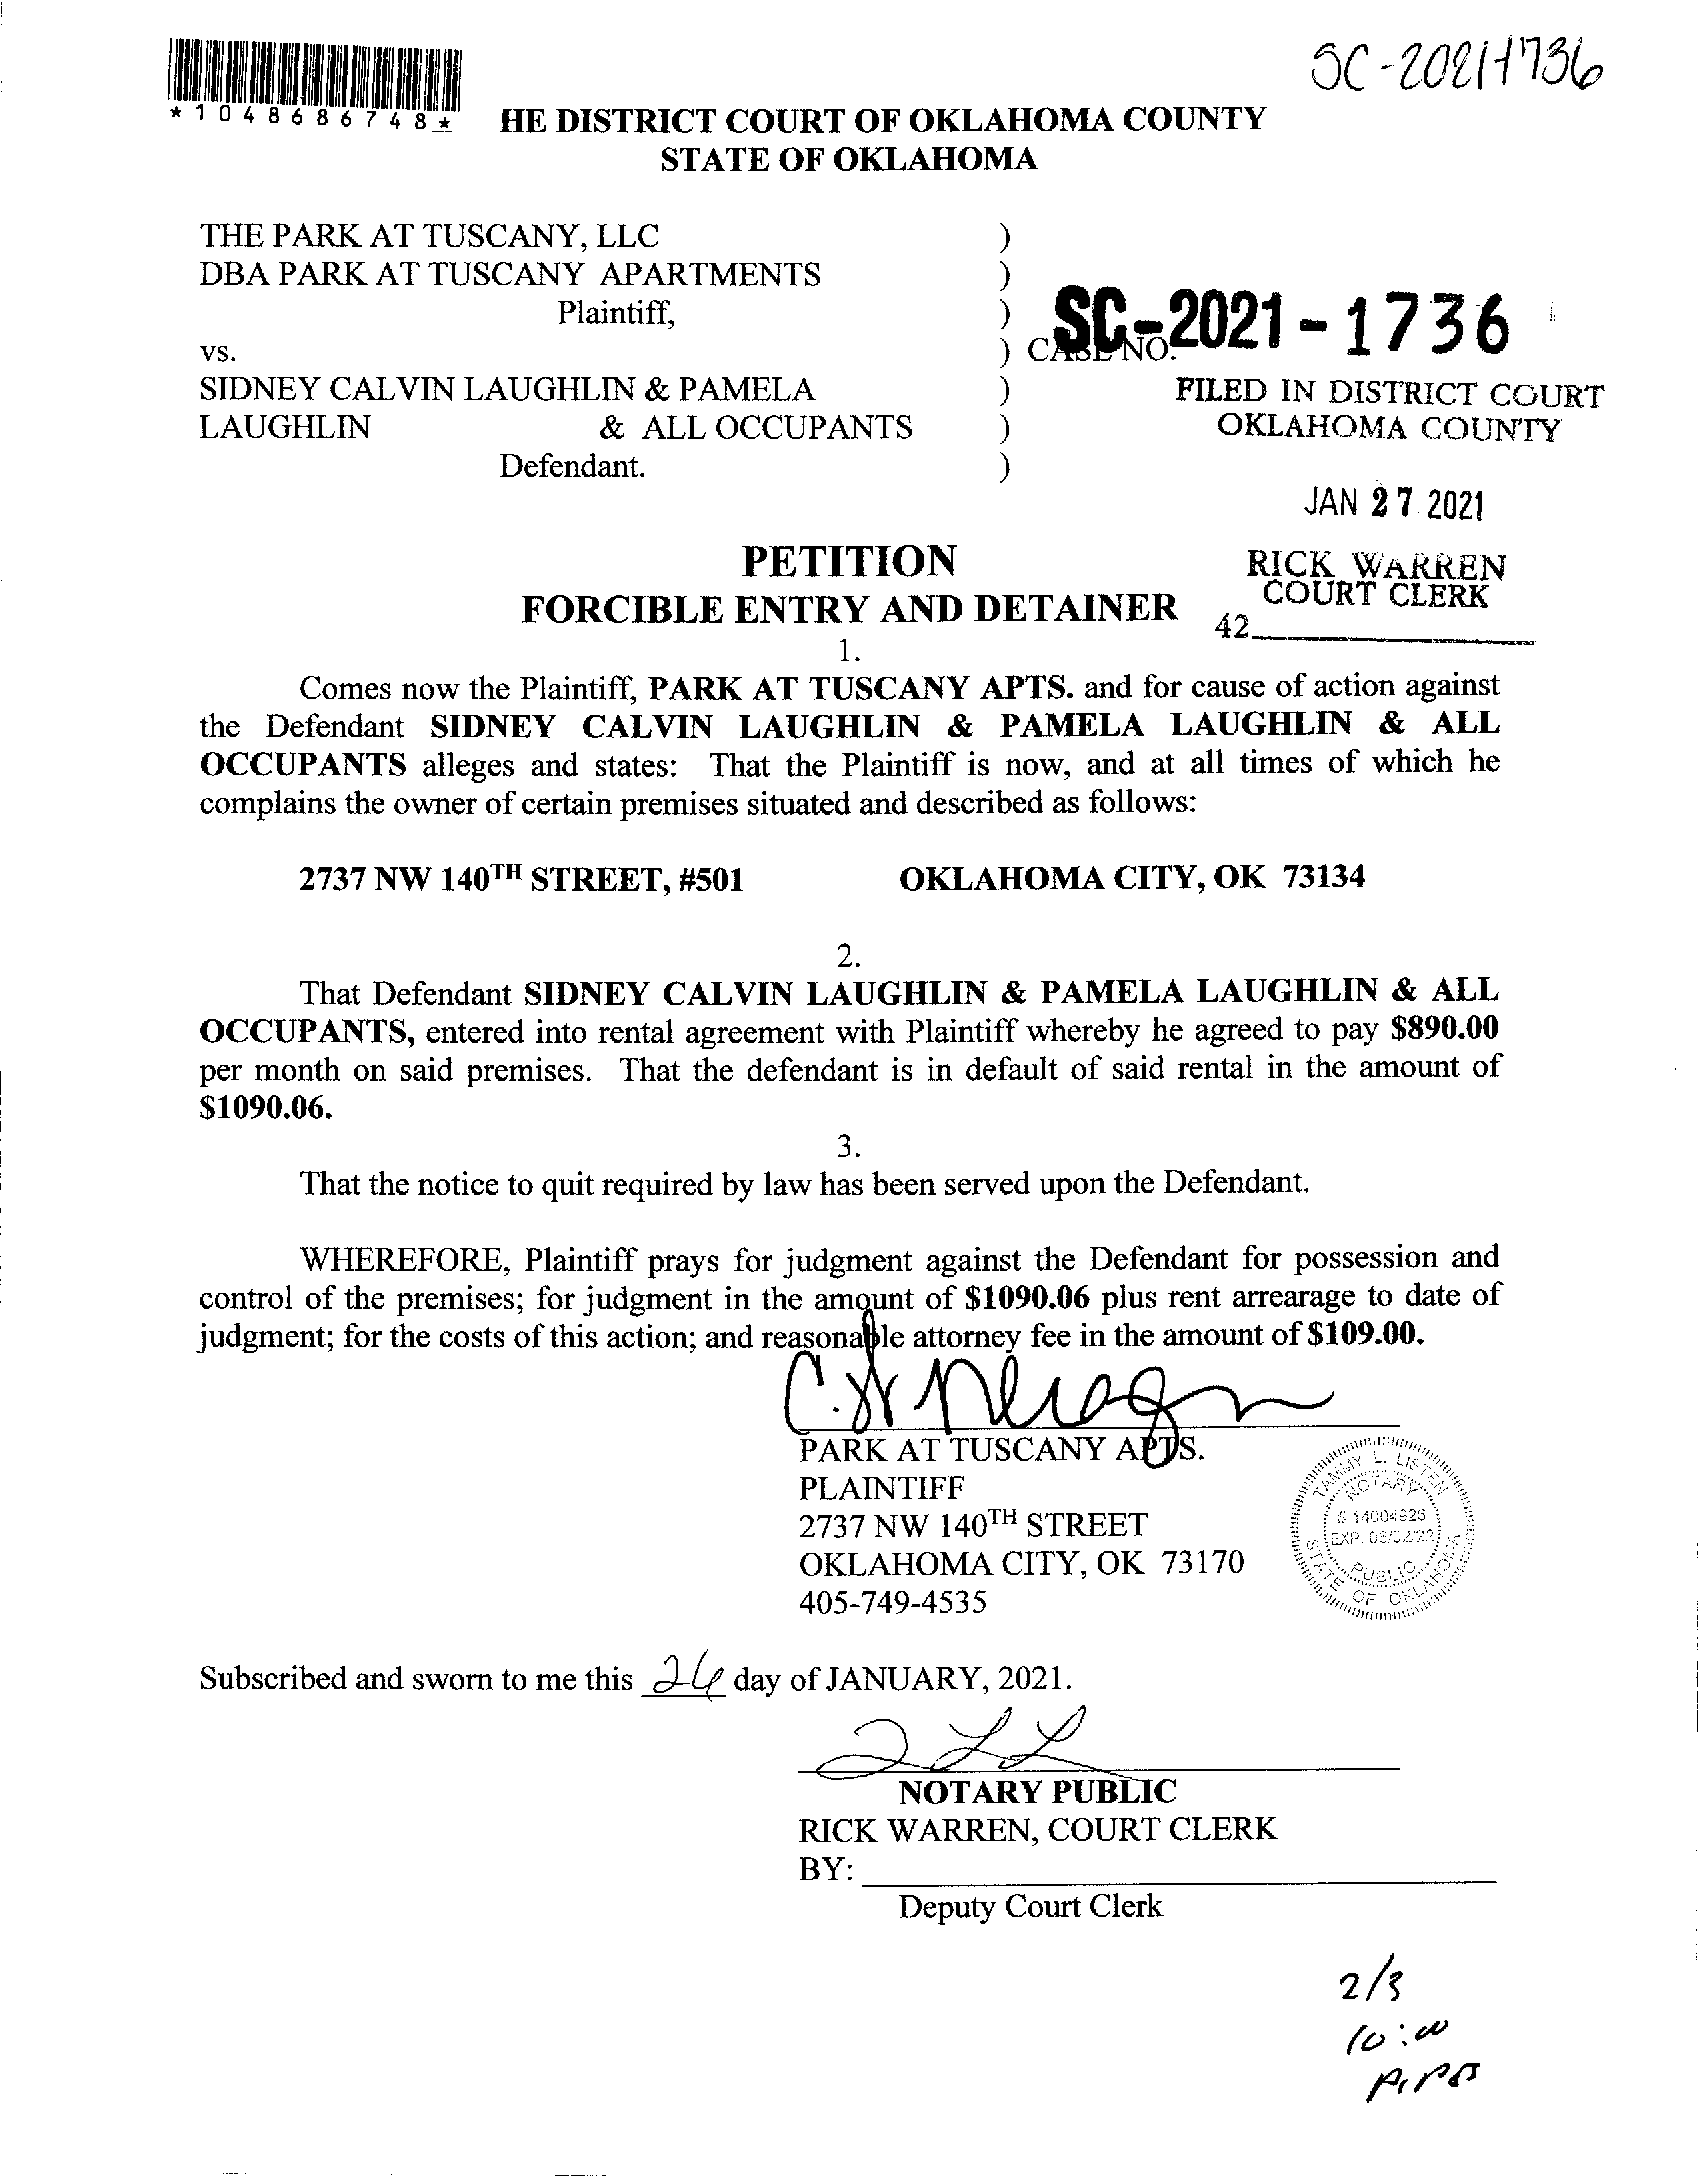 SC-2021-1736
*1048686748*
HE DISTRICT COURT OF OKLAHOMA COUNTY
STATE OF OKLAHOMA
THE PARK AT TUSCANY, LLC )
DBA PARK AT TUSCANY APARTMENTS )
Plaintiff, )
SC-2021-1736
vs. ) CASE NO.
SIDNEY CALVIN LAUGHLIN & PAMELA )
LAUGHLIN & ALL OCCUPANTS )
Defendant. )
FILED IN DISTRICT COURT
OKLAHOMA COUNTY
JAN 27 2021
RICK WARREN
COURT CLERK
42
PETITION
FORCIBLE ENTRY AND DETAINER
1.
Comes now the Plaintiff, PARK AT TUSCANY APTS. and for cause of action against
the Defendant SIDNEY CALVIN LAUGHLIN & PAMELA LAUGHLIN & ALL
OCCUPANTS alleges and states: That the Plaintiff is now, and at all times of which he
complains the owner of certain premises situated and described as follows:
2737 NW 140TH STREET, #501 OKLAHOMA CITY, OK 73134
2.
That Defendant SIDNEY CALVIN LAUGHLIN & PAMELA LAUGHLIN & ALL
OCCUPANTS, entered into rental agreement with Plaintiff whereby he agreed to pay $890.00
per month on said premises. That the defendant is in default of said rental in the amount of
$1090.06.
3.
That the notice to quit required by law has been served upon the Defendant.
WHEREFORE, Plaintiff prays for judgment against the Defendant for possession and
control of the premises; for judgment in the amount of $1090.06 plus rent arrearage to date of
judgment; for the costs of this action; and reasonable attorney fee in the amount of $109.00.
PARK AT TUSCANY APTS.
PLAINTIFF
2737 NW 140TH STREET
OKLAHOMA CITY, OK 73170
405-749-4535
TAMMY L. LISTEN
NOTARY
# 14004926
EXP.
PUBLIC
STATE OF OKLAHOMA
Subscribed and sworn to me this 26 day of JANUARY, 2021.
NOTARY PUBLIC
RICK WARREN, COURT CLERK
BY:
Deputy Court Clerk
2/3
10:00